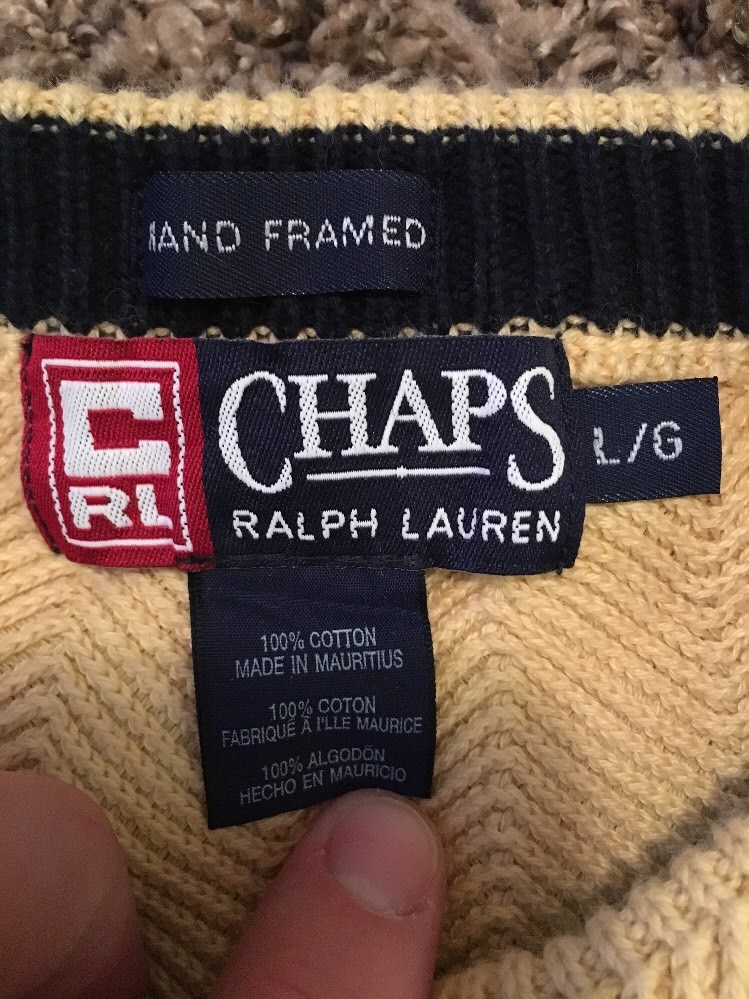 HAND FRAMED
C
RL
CHAPS
RALPH LAUREN
L/G
100% COTTON
MADE IN MAURITIUS
100% COTON
FABRIQUÉ À I'LLE MAURICE
100% ALGODÓN
HECHO EN MAURICIO